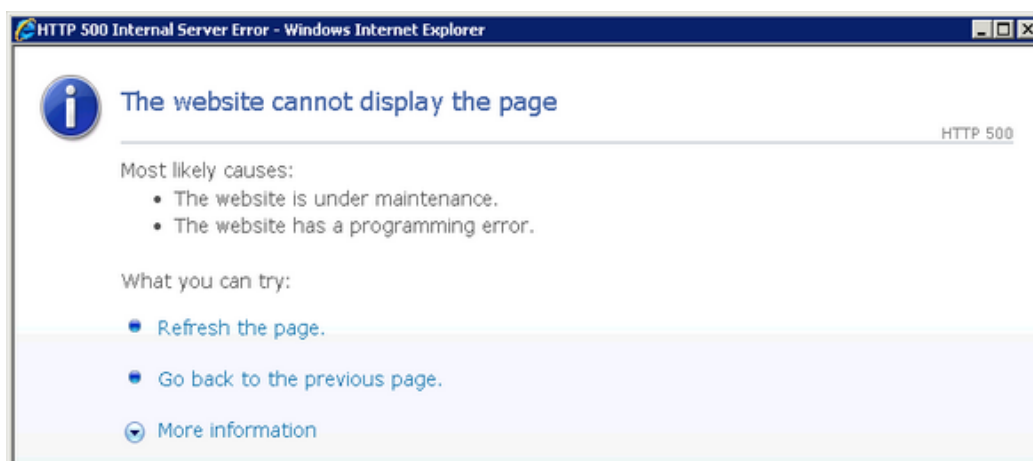 HTTP 500 Internal Server Error - Windows Internet Explorer
The website cannot display the page
HTTP 500
Most likely causes:
• The website is under maintenance.
• The website has a programming error.
What you can try:
Refresh the page.
Go back to the previous page.
More information